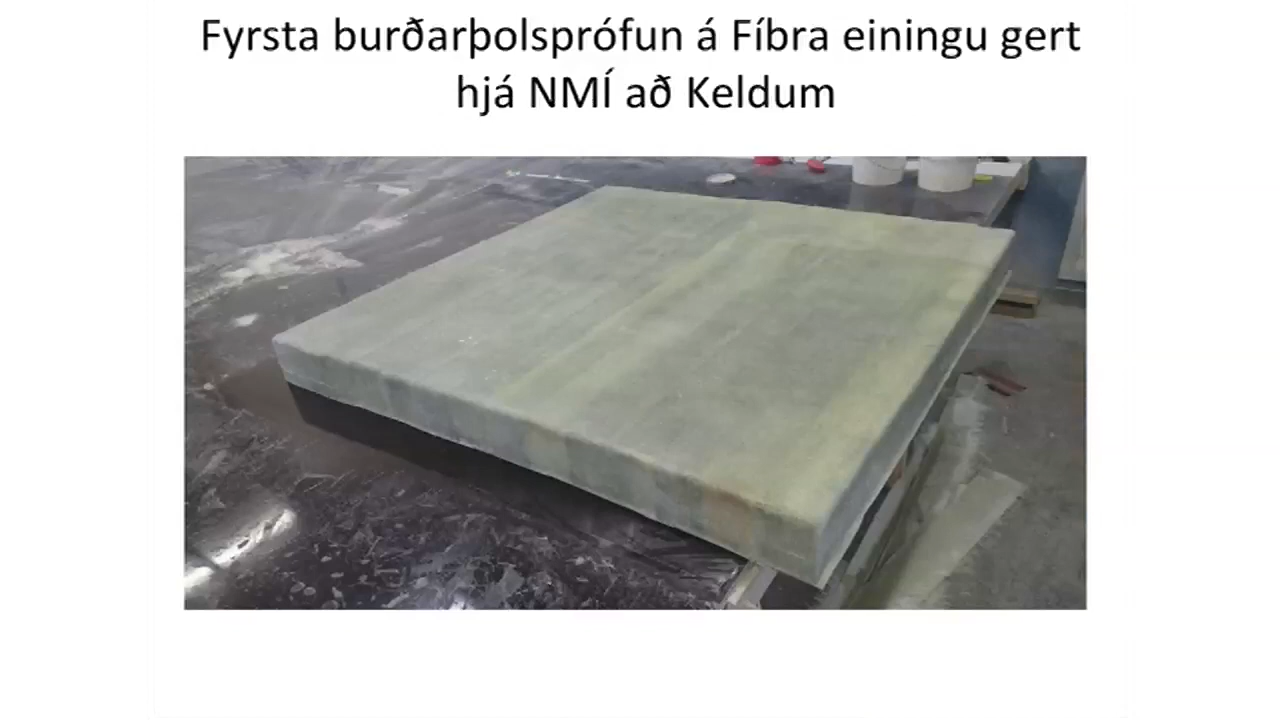 Fyrsta burðarþolsprófun á Fíbra einingu gert
hjá NMÍ að Keldum